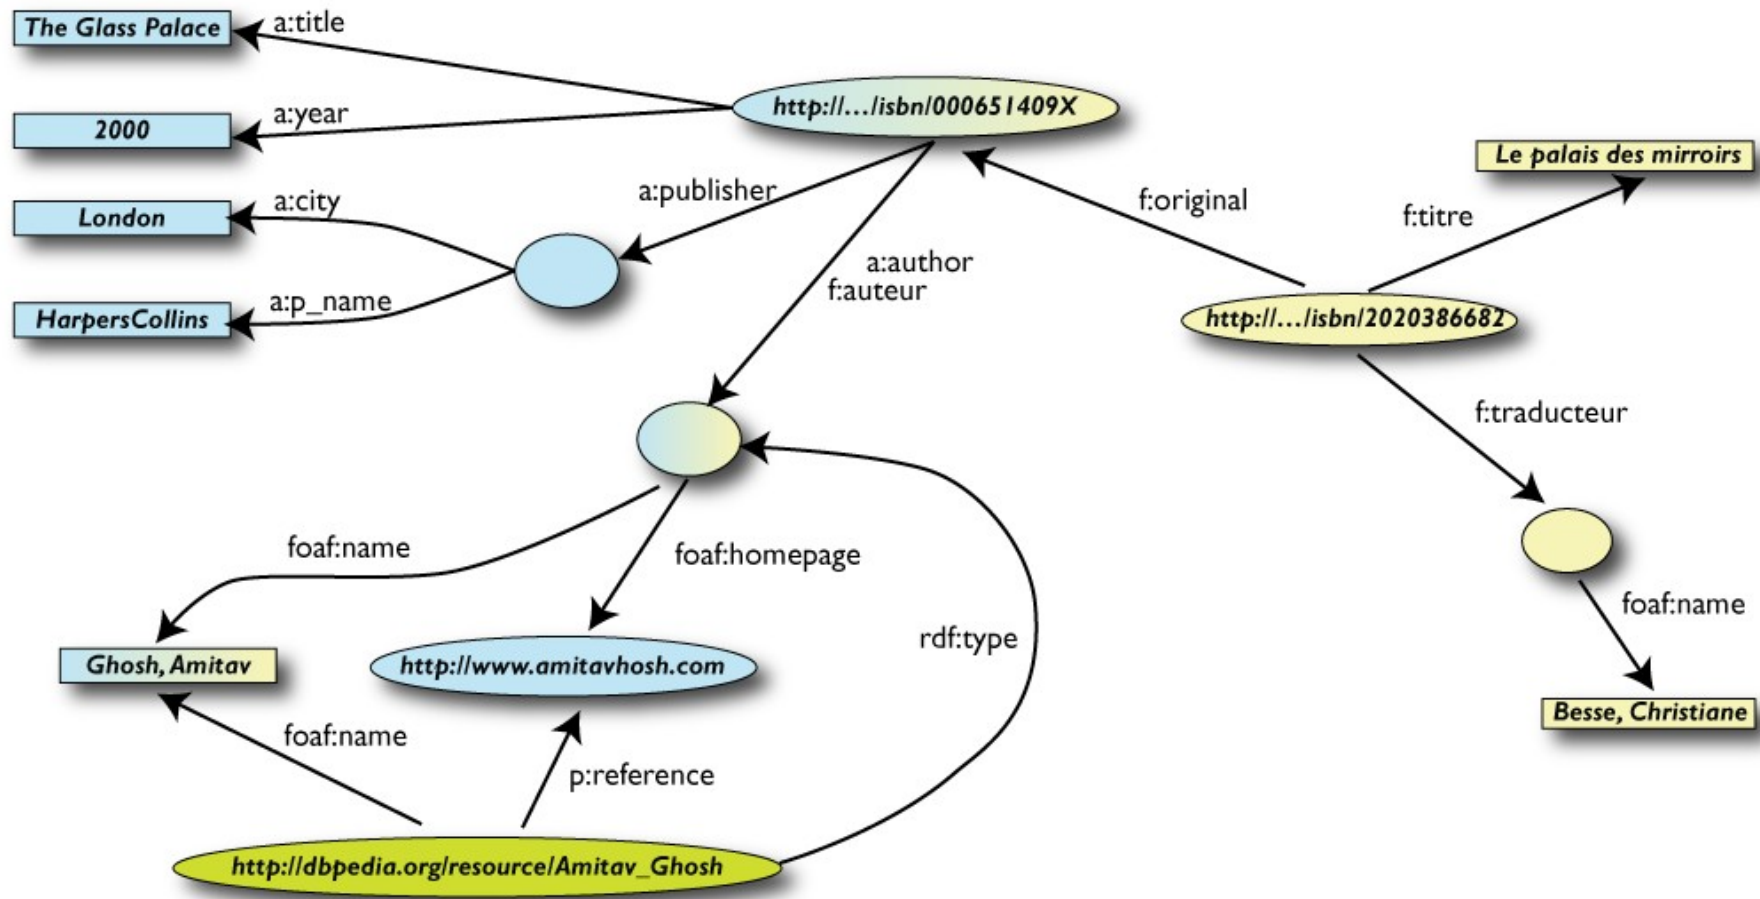 The Glass Palace
a:title
http://…/isbn/000651409X
2000
a:year
Le palais des mirroirs
London
a:city
a:publisher
f:original
f:titre
a:author
f:auteur
HarpersCollins
a:p_name
http://…/isbn/2020386682
f:traducteur
foaf:name
foaf:homepage
rdf:type
foaf:name
Ghosh, Amitav
http://www.amitavhosh.com
Besse, Christiane
foaf:name
p:reference
http://dbpedia.org/resource/Amitav_Ghosh